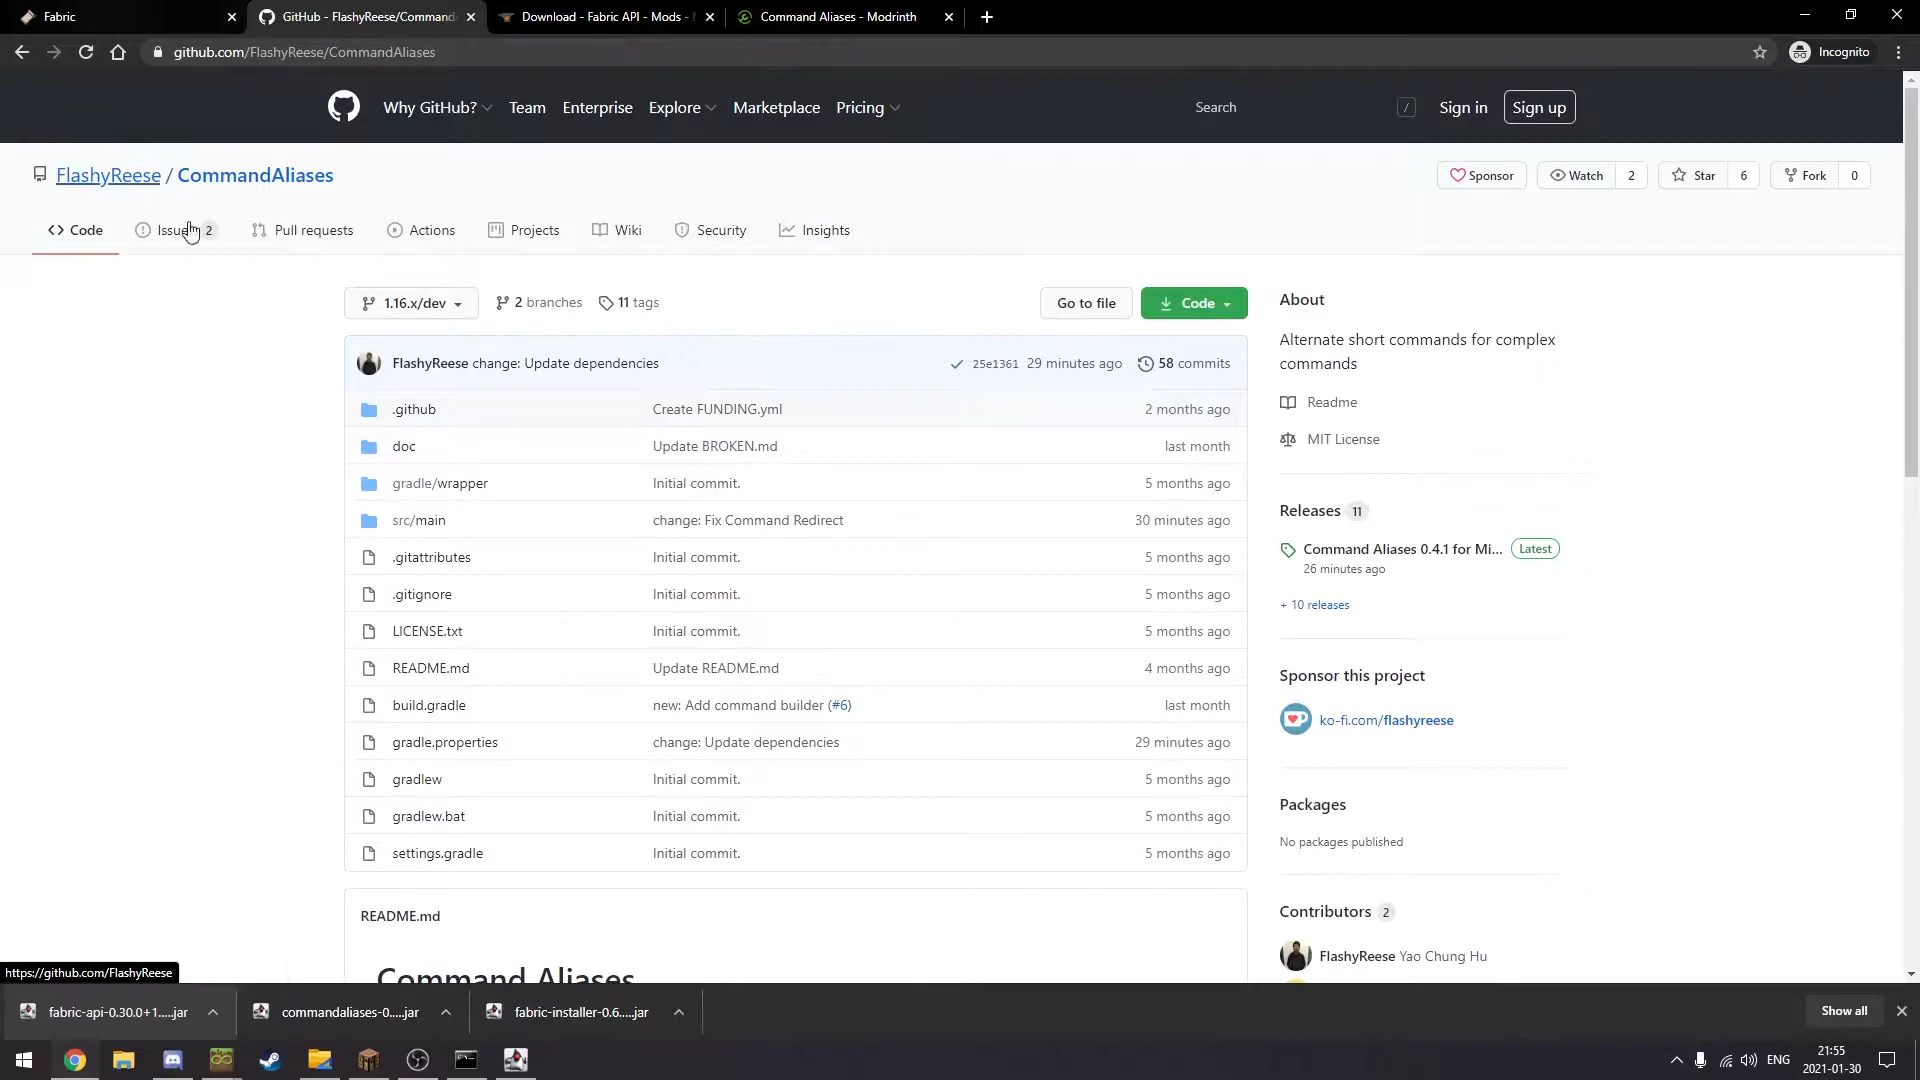 Fabric
GitHub - FlashyReese/Command
Download - Fabric API - Mods -
Command Aliases - Modrinth
github.com/FlashyReese/CommandAliases
Incognito
Why GitHub?
Team
Enterprise
Explore
Marketplace
Pricing
Search
/
Sign in
Sign up
FlashyReese / CommandAliases
Sponsor
Watch 2
Star 6
Fork 0
Code
2
Pull requests
Actions
Projects
Wiki
Security
Insights
1.16.x/dev
2 branches
11 tags
Go to file
Code
FlashyReese change: Update dependencies
25e1361 29 minutes ago
58 commits
.github Create FUNDING.yml 2 months ago
doc Update BROKEN.md last month
gradle/wrapper Initial commit. 5 months ago
src/main change: Fix Command Redirect 30 minutes ago
.gitattributes Initial commit. 5 months ago
.gitignore Initial commit. 5 months ago
LICENSE.txt Initial commit. 5 months ago
README.md Update README.md 4 months ago
build.gradle new: Add command builder (#6) last month
gradle.properties change: Update dependencies 29 minutes ago
gradlew Initial commit. 5 months ago
gradlew.bat Initial commit. 5 months ago
settings.gradle Initial commit. 5 months ago
README.md
Command Aliases
About
Alternate short commands for complex
commands
Readme
MIT License
Releases 11
Command Aliases 0.4.1 for Mi... Latest
26 minutes ago
+ 10 releases
Sponsor this project
ko-fi.com/flashyreese
Packages
No packages published
Contributors 2
FlashyReese Yao Chung Hu
https://github.com/FlashyReese
fabric-api-0.30.0+1.....jar
commandaliases-0.....jar
fabric-installer-0.6.....jar
Show all
ENG
21:55
2021-01-30